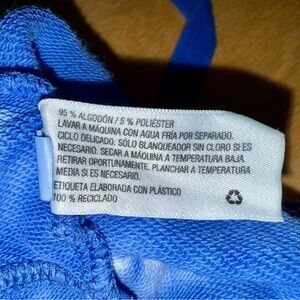 95 % ALGODÓN / 5 % POLIÉSTER
LAVAR A MÁQUINA CON AGUA FRÍA POR SEPARADO.
CICLO DELICADO. SÓLO BLANQUEADOR SIN CLORO SI ES
NECESARIO. SECAR A MÁQUINA A TEMPERATURA BAJA.
RETIRAR OPORTUNAMENTE. PLANCHAR A TEMPERATURA
MEDIA SI ES NECESARIO.
ETIQUETA ELABORADA CON PLÁSTICO
100 % RECICLADO